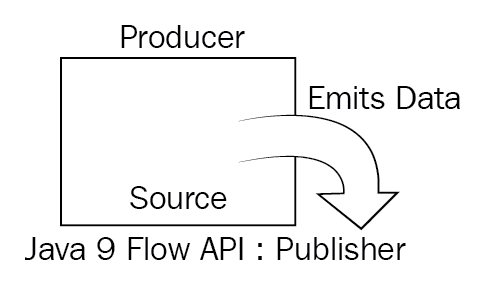 Producer
Emits Data
Source
Java 9 Flow API : Publisher